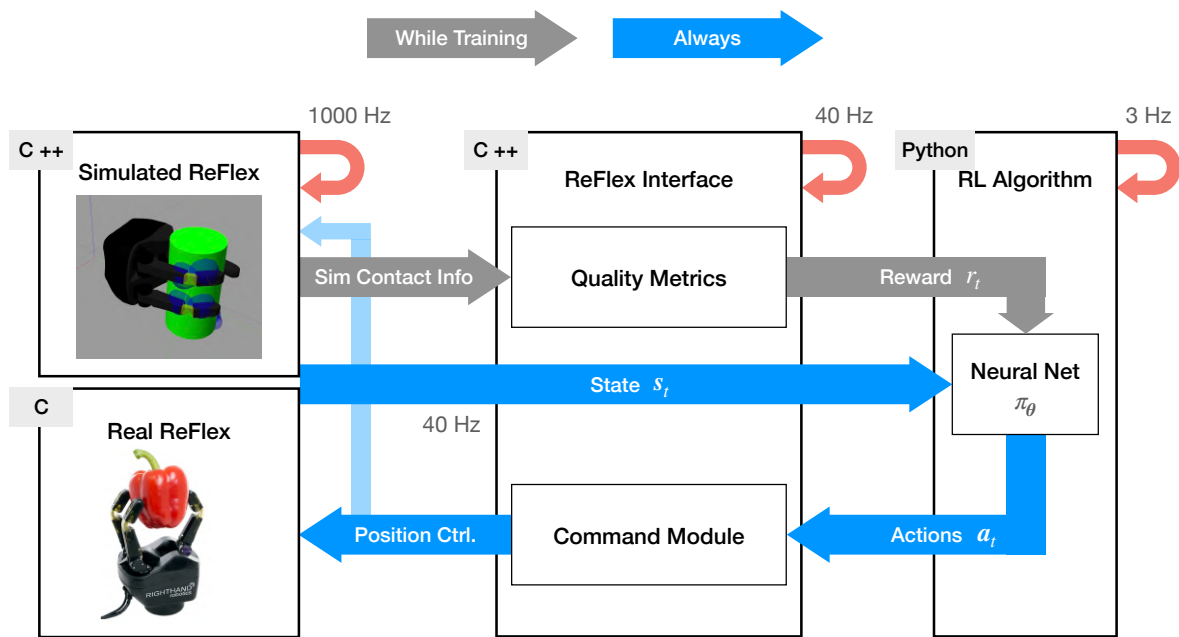 While Training
Always
1000 Hz
40 Hz
3 Hz
C ++
C ++
Python
Simulated ReFlex
ReFlex Interface
RL Algorithm
Sim Contact Info
Quality Metrics
Reward r_t
State s_t
Neural Net
π_θ
C
Real ReFlex
40 Hz
Position Ctrl.
Command Module
Actions a_t
RIGHTHAND
ROBOTICS